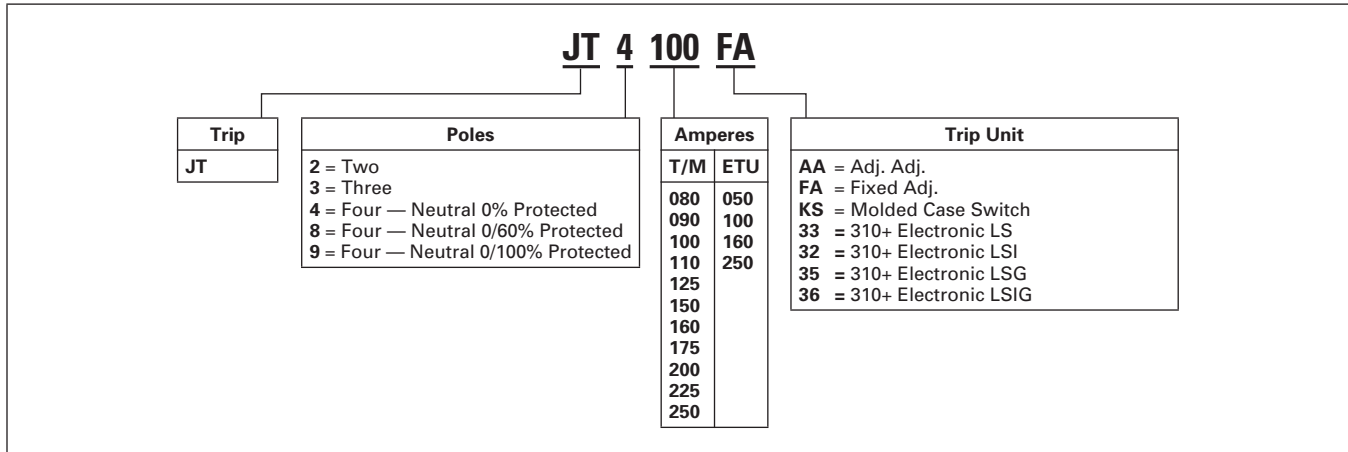 JT 4 100 FA
Trip
JT
Poles
2 = Two
3 = Three
4 = Four — Neutral 0% Protected
8 = Four — Neutral 0/60% Protected
9 = Four — Neutral 0/100% Protected
Amperes
T/M ETU
080 050
090 100
100 160
110 250
125
150
160
175
200
225
250
Trip Unit
AA = Adj. Adj.
FA = Fixed Adj.
KS = Molded Case Switch
33 = 310+ Electronic LS
32 = 310+ Electronic LSI
35 = 310+ Electronic LSG
36 = 310+ Electronic LSIG